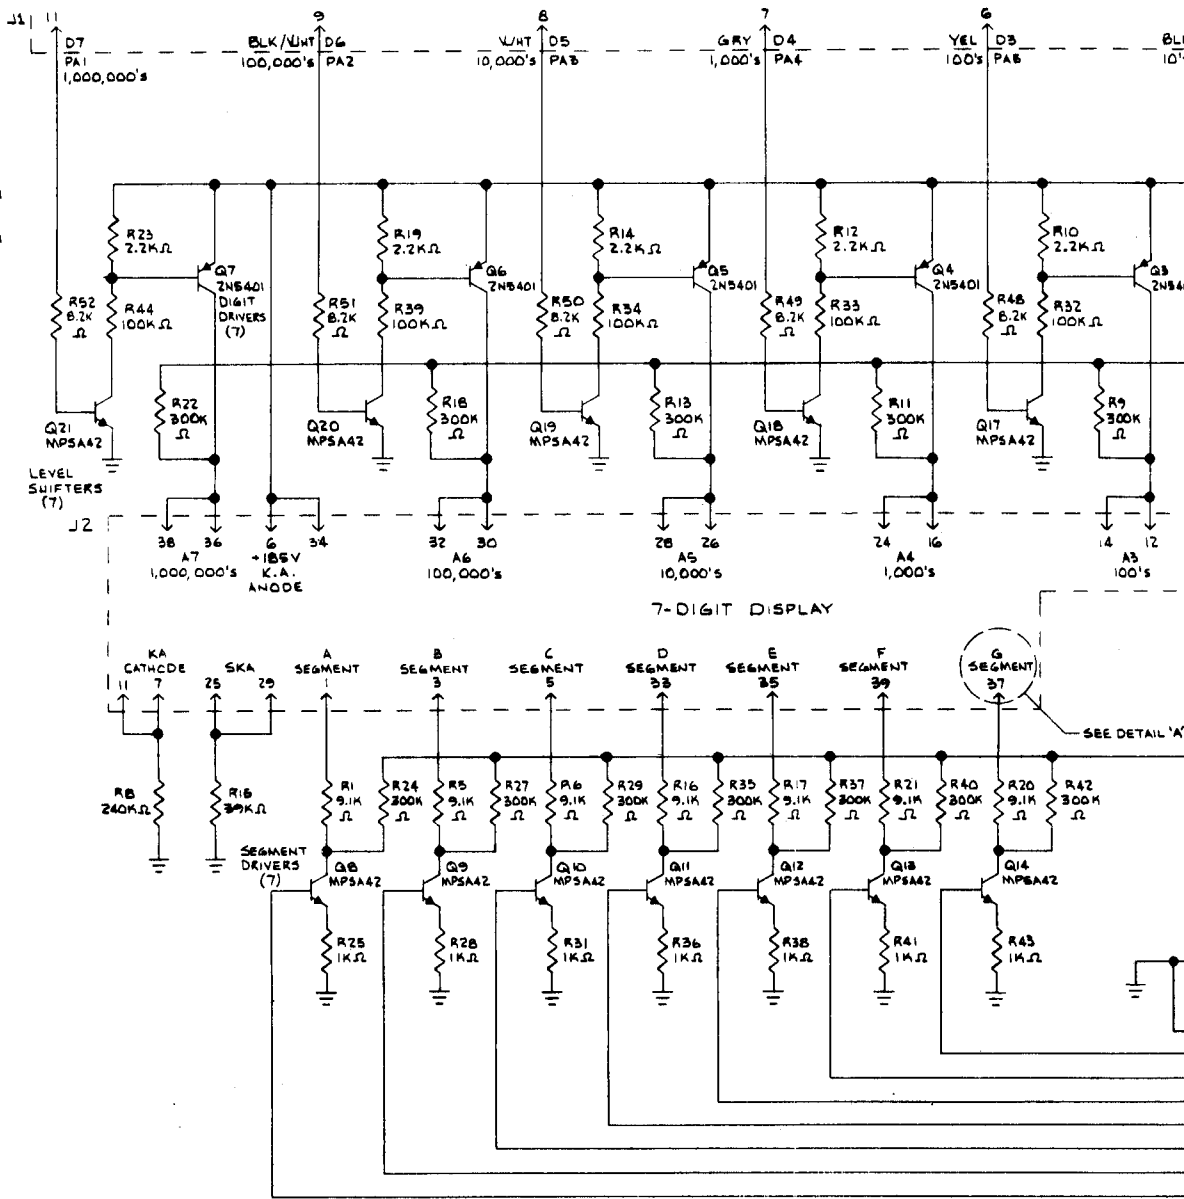 J1 11 9 8 7 6
D7
PA1
1,000,000's
BLK/WHT D6
100,000's PA2
WHT D5
10,000's PA3
GRY D4
1,000's PA4
YEL D3
100's PA5
R23
2.2KΩ
Q7
2N5401
DIGIT
DRIVERS
(7)
R19
2.2KΩ
Q6
2N5401
R14
2.2KΩ
Q5
2N5401
R12
2.2KΩ
Q4
2N5401
R10
2.2KΩ
Q3
R52
8.2K
Ω
R44
100KΩ
R51
8.2K
Ω
R39
100KΩ
R50
8.2K
Ω
R34
100KΩ
R49
8.2K
Ω
R33
100KΩ
R48
8.2K
Ω
R32
100KΩ
Q21
MPSA42
R22
300K
Ω
Q20
MPSA42
R18
300K
Ω
Q19
MPSA42
R13
300K
Ω
Q18
MPSA42
R11
300K
Ω
Q17
MPSA42
R9
300K
Ω
LEVEL
SHIFTERS
(7)
J2
38 36 6 34 32 30 28 26 24 16 14 12
A7
1,000,000's
+185V
K.A.
ANODE
A6
100,000's
A5
10,000's
A4
1,000's
A3
100's
7-DIGIT DISPLAY
KA
CATHODE
11 7
SKA
25 29
A
SEGMENT
1
B
SEGMENT
3
C
SEGMENT
5
D
SEGMENT
33
E
SEGMENT
35
F
SEGMENT
39
G
SEGMENT
37
SEE DETAIL 'A'
R8
240KΩ
39KΩ
R1
9.1K
Ω
R24
300K
Ω
R5
9.1K
Ω
R27
300K
Ω
R6
9.1K
Ω
R29
300K
Ω
R16
9.1K
Ω
R35
300K
Ω
R17
9.1K
Ω
R37
300K
Ω
R21
9.1K
Ω
R40
300K
Ω
R20
9.1K
Ω
R42
300K
Ω
SEGMENT
DRIVERS
(7)
Q8
MPSA42
Q9
MPSA42
Q10
MPSA42
Q11
MPSA42
Q12
MPSA42
Q13
MPSA42
Q14
MPSA42
R25
1KΩ
R28
1KΩ
R31
1KΩ
R36
1KΩ
R38
1KΩ
R41
1KΩ
R43
1KΩ